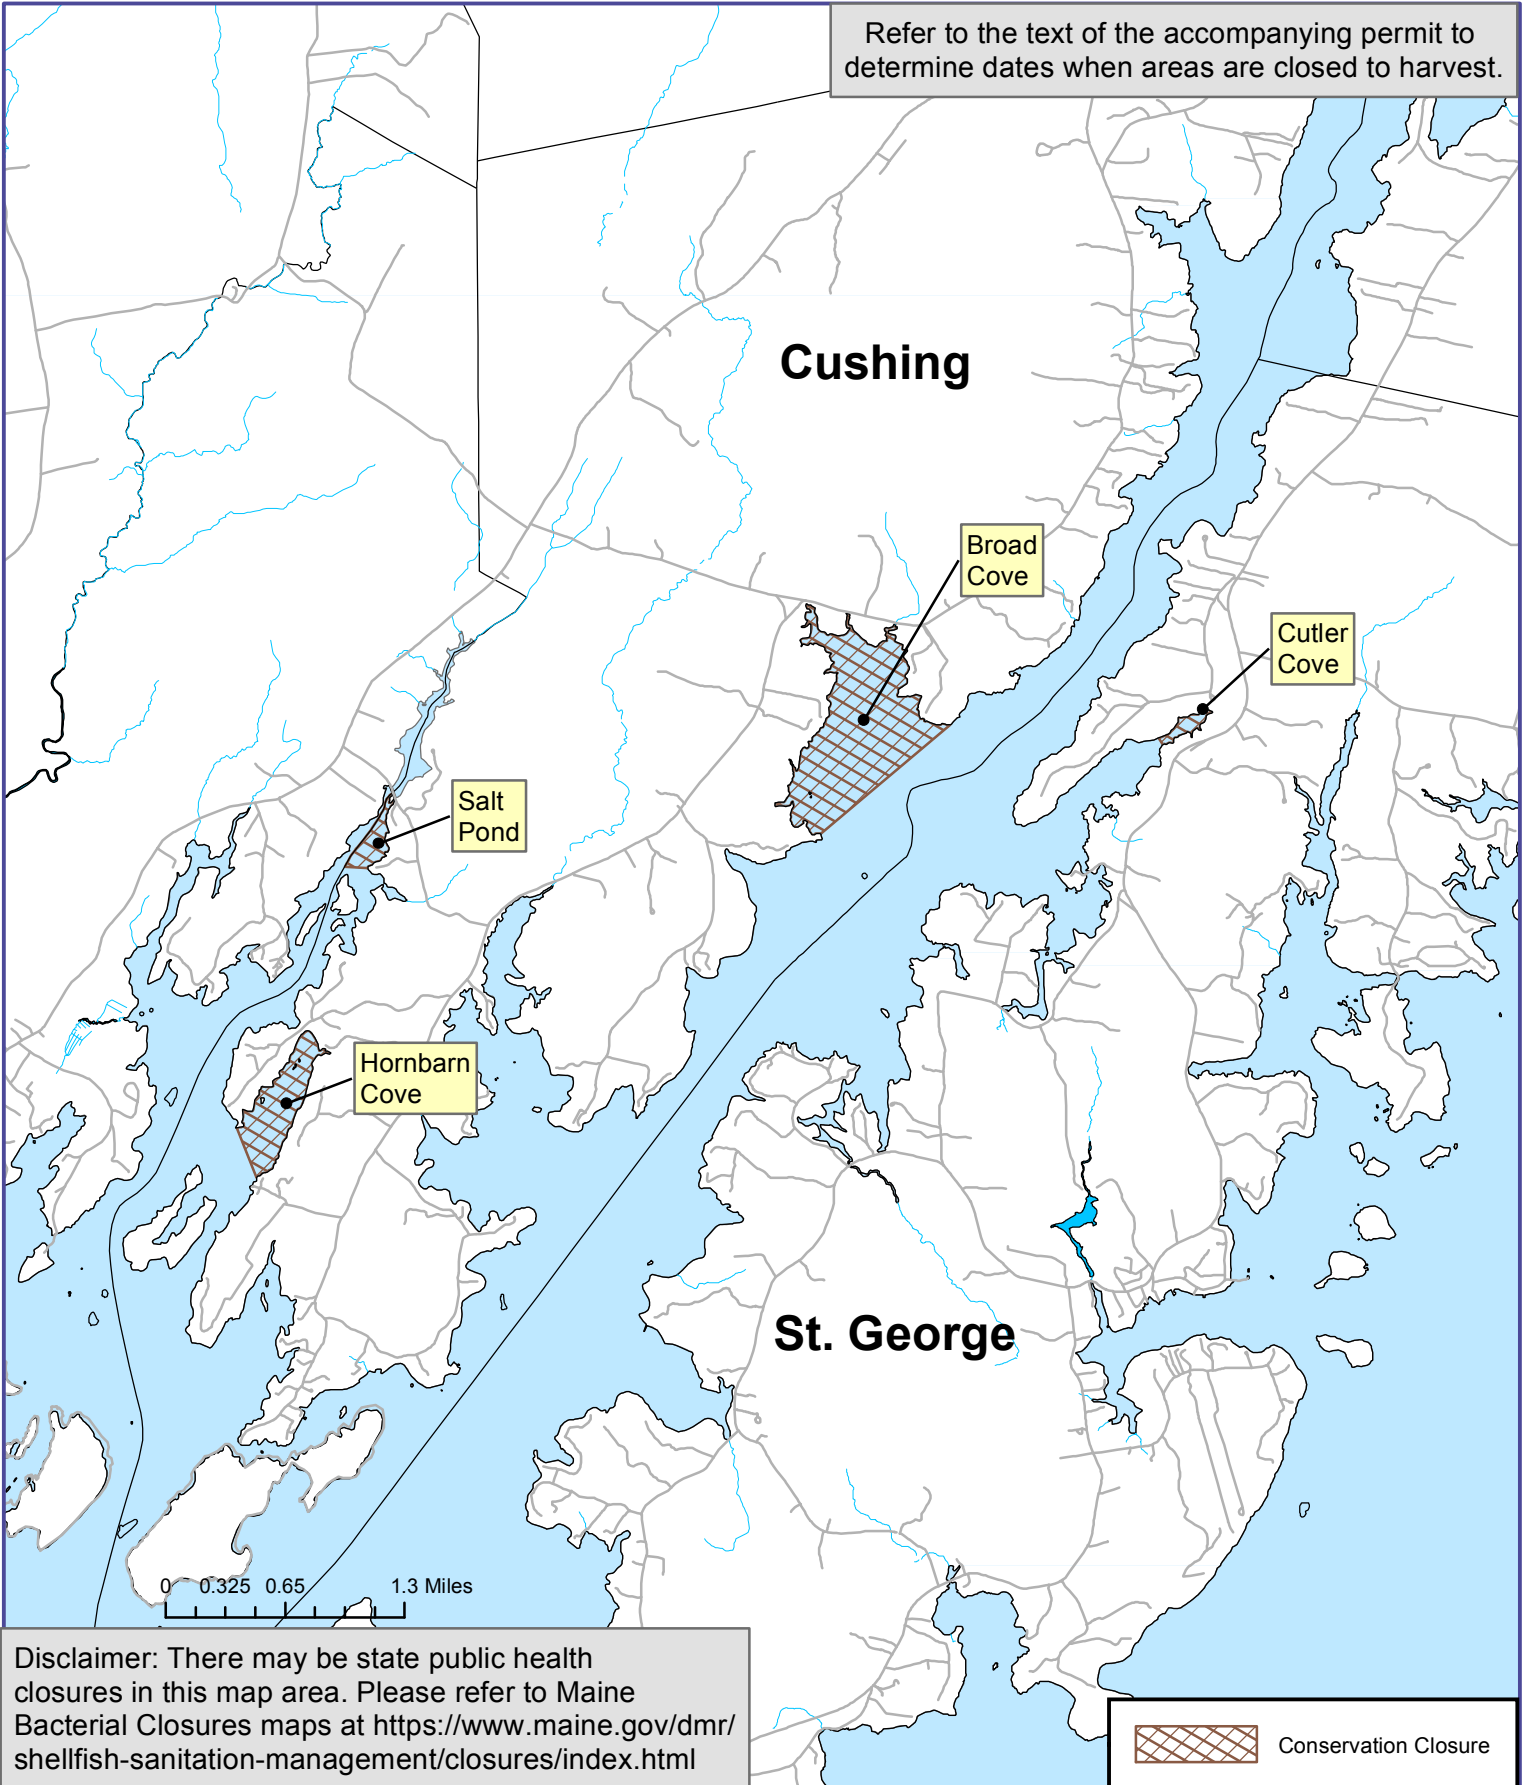 Refer to the text of the accompanying permit to
determine dates when areas are closed to harvest.
Cushing
Broad
Cove
Cutler
Cove
Salt
Pond
Hornbarn
Cove
St. George
0 0.325 0.65 1.3 Miles
Disclaimer: There may be state public health
closures in this map area. Please refer to Maine
Bacterial Closures maps at https://www.maine.gov/dmr/
shellfish-sanitation-management/closures/index.html
Conservation Closure